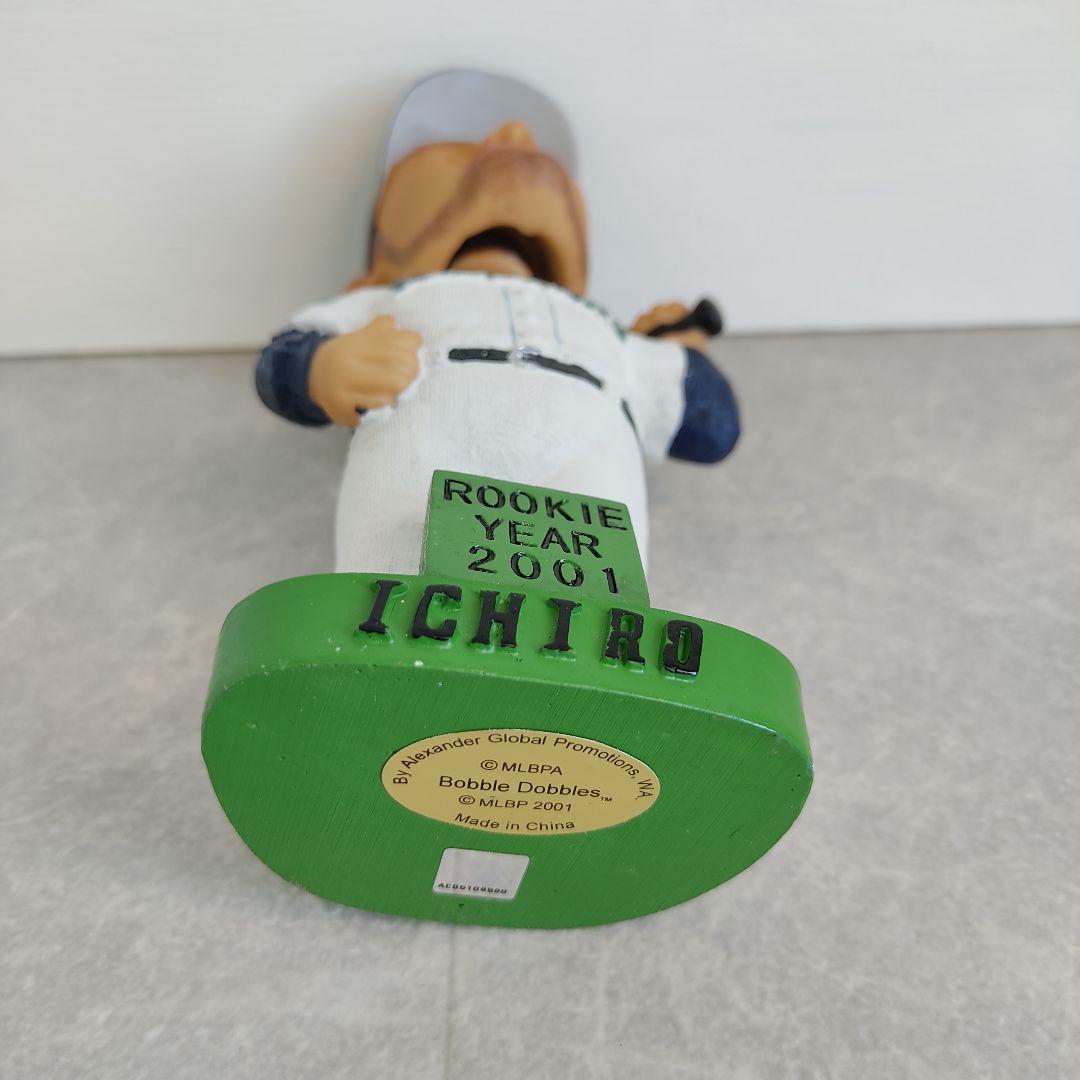 ROOKIE
YEAR
2001
ICHIRO
By Alexander Global Promotions, WA.
©MLBPA
Bobble Dobbles™
© MLBP 2001
Made in China